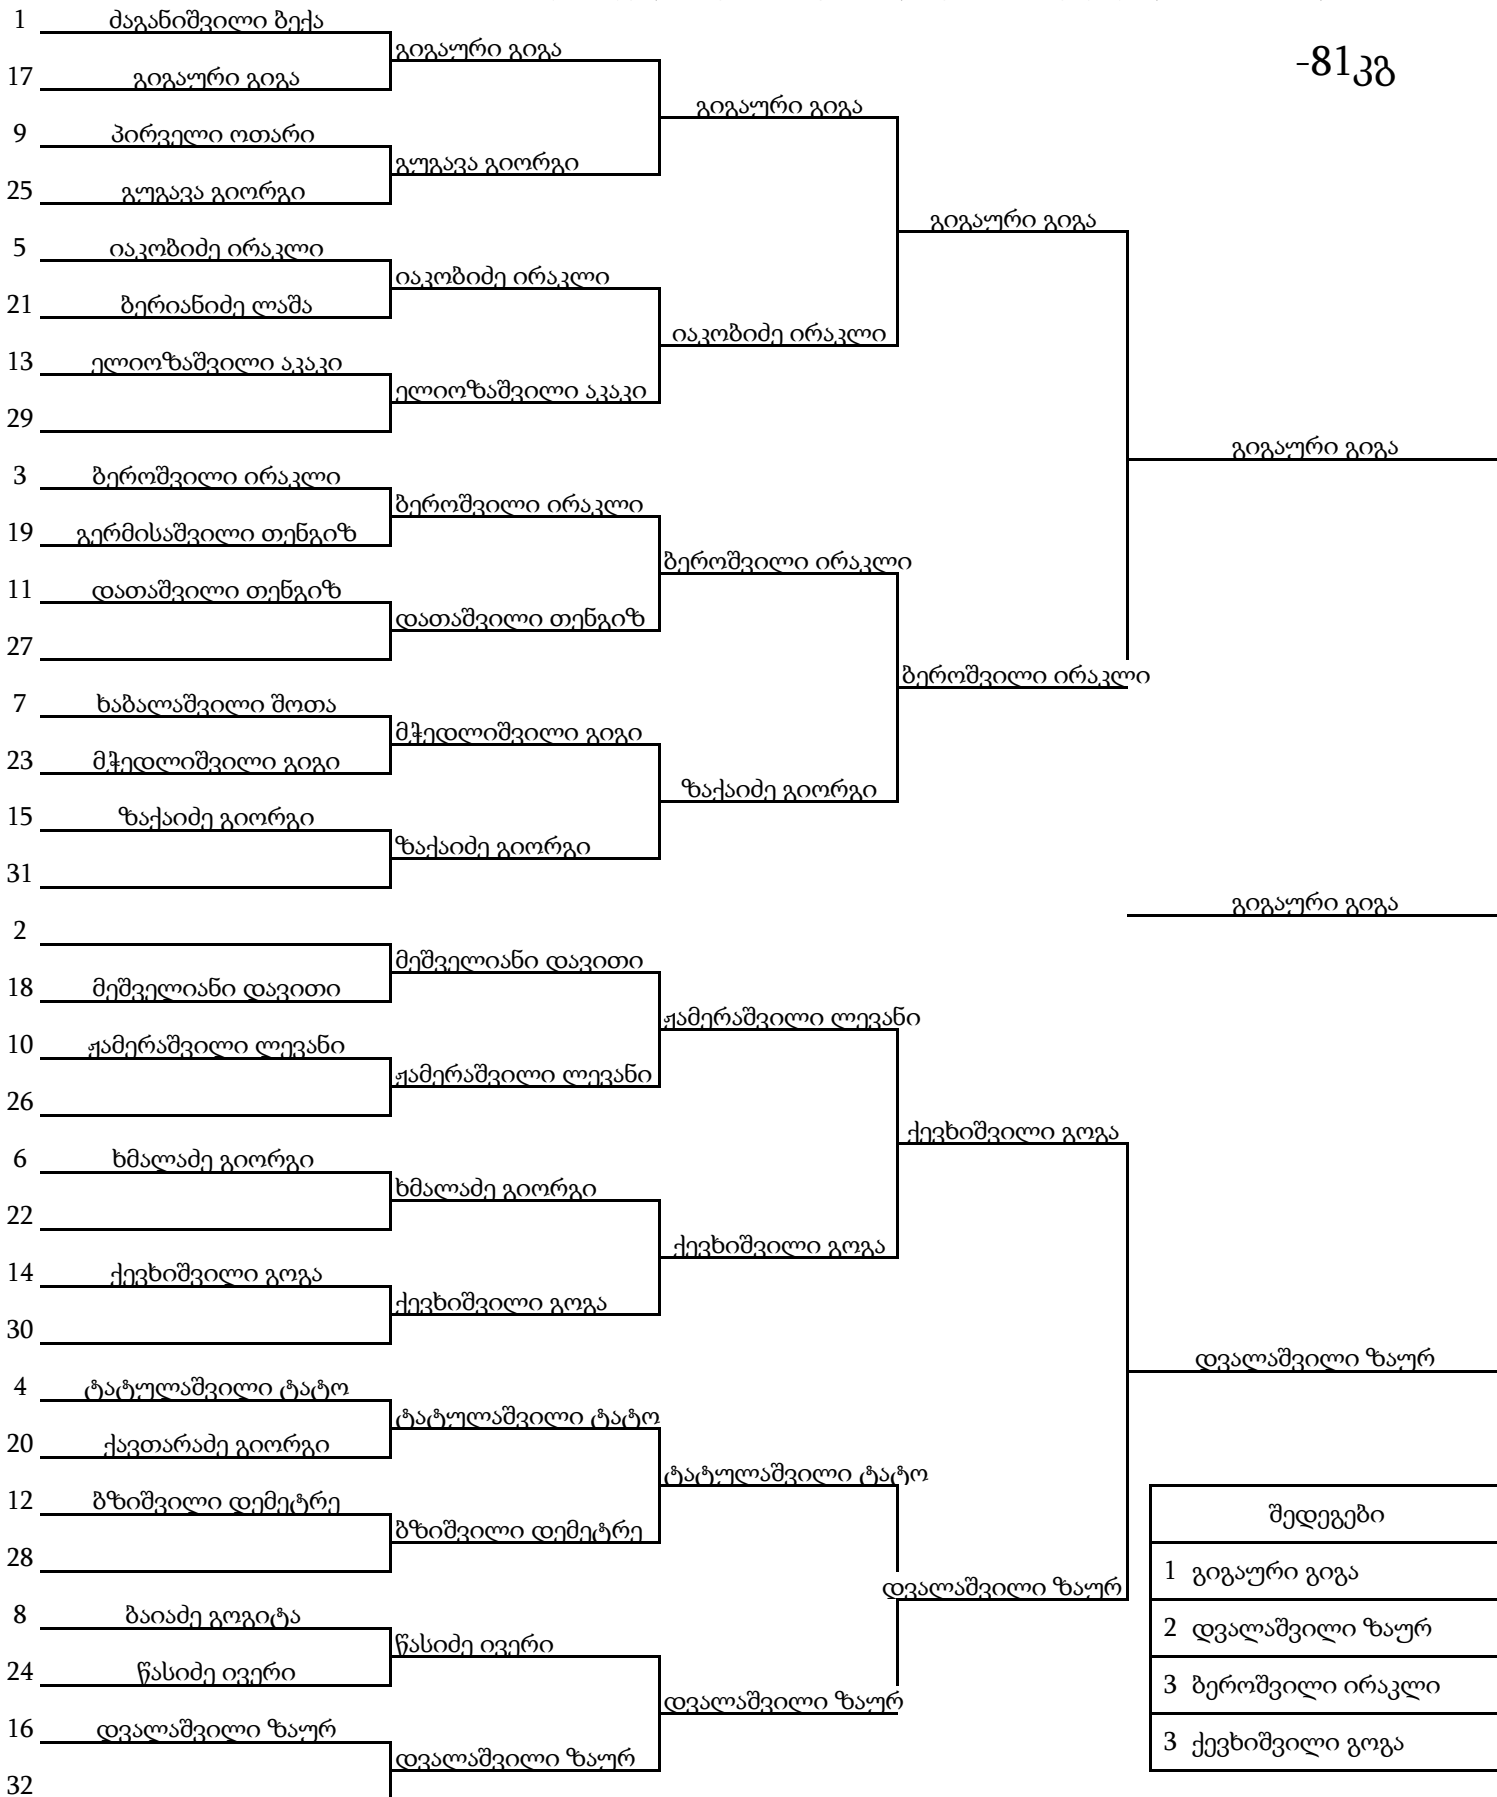 -81კგ
1 ძაგანიშვილი ბექა
გიგაური გიგა
17 გიგაური გიგა
გიგაური გიგა
9 პირველი ოთარი
გუგავა გიორგი
25 გუგავა გიორგი
გიგაური გიგა
5 იაკობიძე ირაკლი
იაკობიძე ირაკლი
21 ბერიანიძე ლაშა
იაკობიძე ირაკლი
13 ელიოზაშვილი აკაკი
ელიოზაშვილი აკაკი
29
გიგაური გიგა
3 ბეროშვილი ირაკლი
ბეროშვილი ირაკლი
19 გერმისაშვილი თენგიზ
ბეროშვილი ირაკლი
11 დათაშვილი თენგიზ
დათაშვილი თენგიზ
27
ბეროშვილი ირაკლი
7 ხაბალაშვილი შოთა
მჭედლიშვილი გიგი
23 მჭედლიშვილი გიგი
ზაქაიძე გიორგი
15 ზაქაიძე გიორგი
ზაქაიძე გიორგი
31
გიგაური გიგა
2
მეშველიანი დავითი
18 მეშველიანი დავითი
ჟამერაშვილი ლევანი
10 ჟამერაშვილი ლევანი
ჟამერაშვილი ლევანი
26
ქევხიშვილი გოგა
6 ხმალაძე გიორგი
ხმალაძე გიორგი
22
ქევხიშვილი გოგა
14 ქევხიშვილი გოგა
ქევხიშვილი გოგა
30
დვალაშვილი ზაურ
4 ტატულაშვილი ტატო
ტატულაშვილი ტატო
20 ქავთარაძე გიორგი
ტატულაშვილი ტატო
12 ბზიშვილი დემეტრე
ბზიშვილი დემეტრე
28
დვალაშვილი ზაურ
8 ბაიაძე გოგიტა
წასიძე ივერი
24 წასიძე ივერი
დვალაშვილი ზაურ
16 დვალაშვილი ზაურ
დვალაშვილი ზაურ
32
შედეგები
1 გიგაური გიგა
2 დვალაშვილი ზაურ
3 ბეროშვილი ირაკლი
3 ქევხიშვილი გოგა